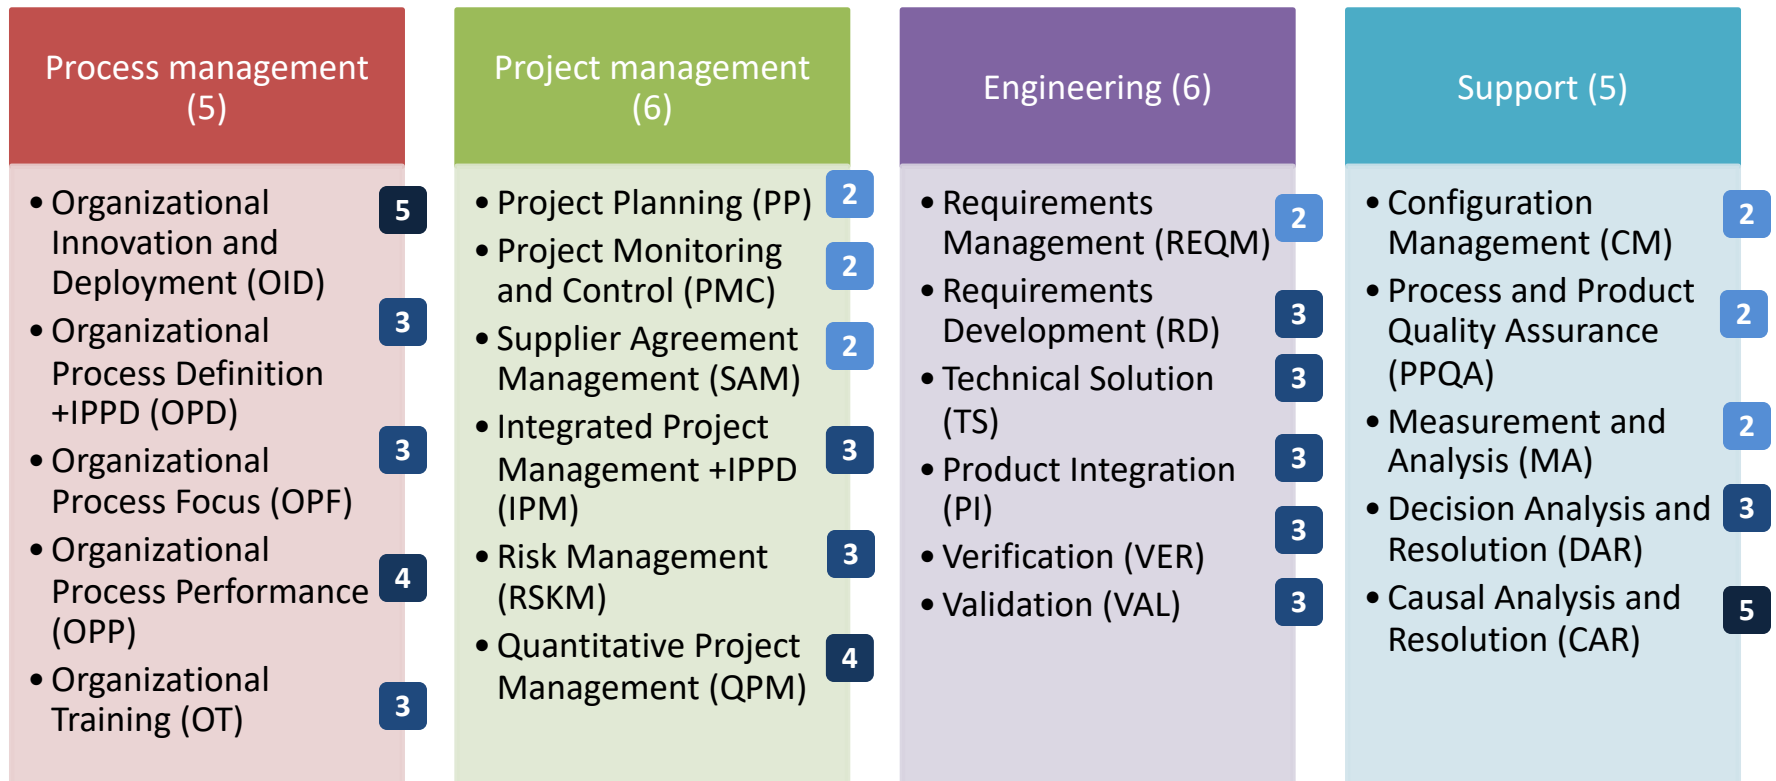 Process management
(5)
• Organizational
Innovation and
Deployment (OID)
5
• Organizational
Process Definition
+IPPD (OPD)
3
• Organizational
Process Focus (OPF)
3
• Organizational
Process Performance
(OPP)
4
• Organizational
Training (OT)
3
Project management
(6)
• Project Planning (PP)
2
• Project Monitoring
and Control (PMC)
2
• Supplier Agreement
Management (SAM)
2
• Integrated Project
Management +IPPD
(IPM)
3
• Risk Management
(RSKM)
3
• Quantitative Project
Management (QPM)
4
Engineering (6)
• Requirements
Management (REQM)
2
• Requirements
Development (RD)
3
• Technical Solution
(TS)
3
• Product Integration
(PI)
3
• Verification (VER)
3
• Validation (VAL)
3
Support (5)
• Configuration
Management (CM)
2
• Process and Product
Quality Assurance
(PPQA)
2
• Measurement and
Analysis (MA)
2
• Decision Analysis and
Resolution (DAR)
3
• Causal Analysis and
Resolution (CAR)
5